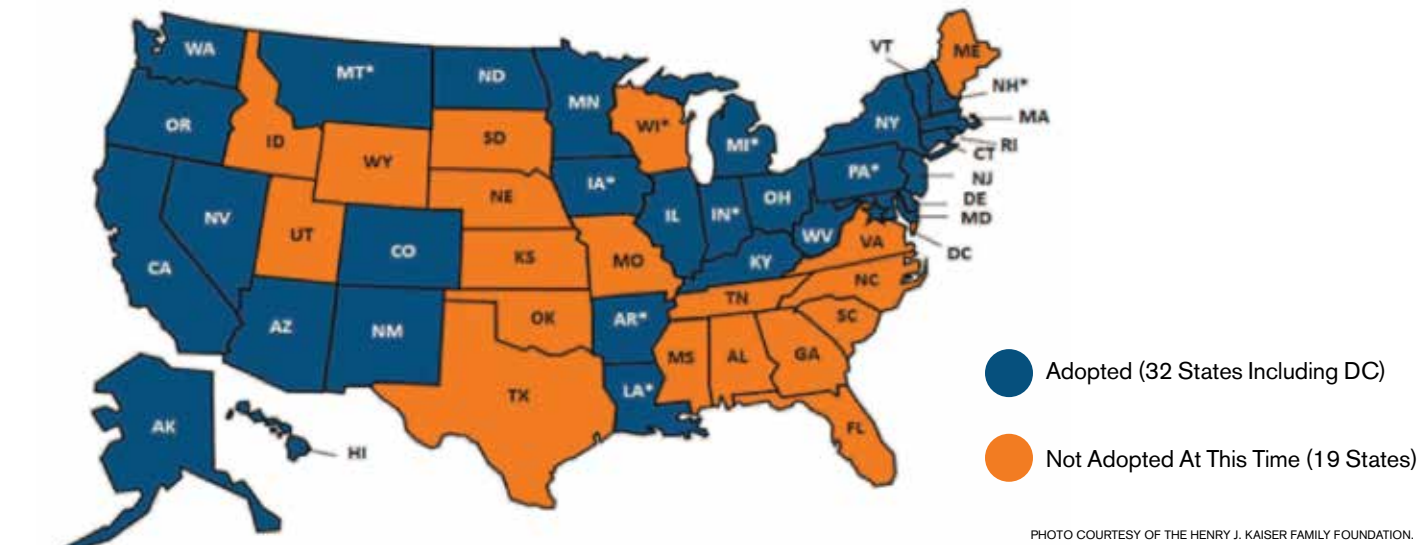 WA
MT*
ND
MN
VT
ME
NH*
MA
RI
CT
NY
OR
ID
WY
SD
WI*
MI*
PA*
NJ
DE
MD
DC
NE
IA*
IL
IN*
OH
WV
VA
NV
UT
CO
KS
MO
KY
CA
AZ
NM
OK
AR*
TN
NC
SC
TX
LA*
MS
AL
GA
FL
AK
HI
Adopted (32 States Including DC)
Not Adopted At This Time (19 States)
PHOTO COURTESY OF THE HENRY J. KAISER FAMILY FOUNDATION.